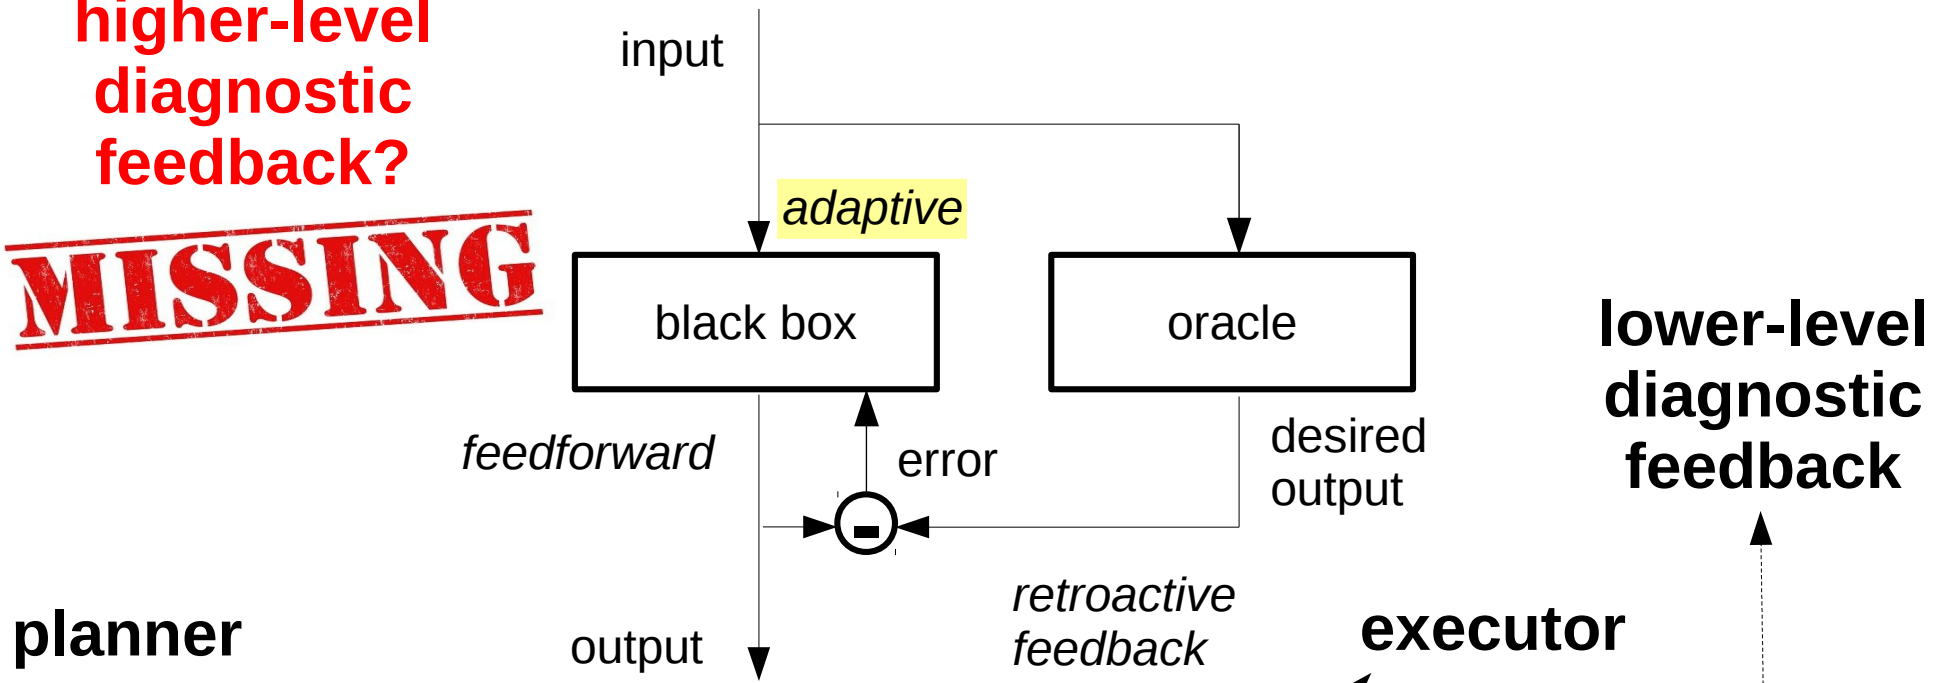 higher-level
diagnostic
feedback?
MISSING
input
adaptive
black box
oracle
lower-level
diagnostic
feedback
feedforward
error
desired
output
-
retroactive
feedback
planner
output
executor